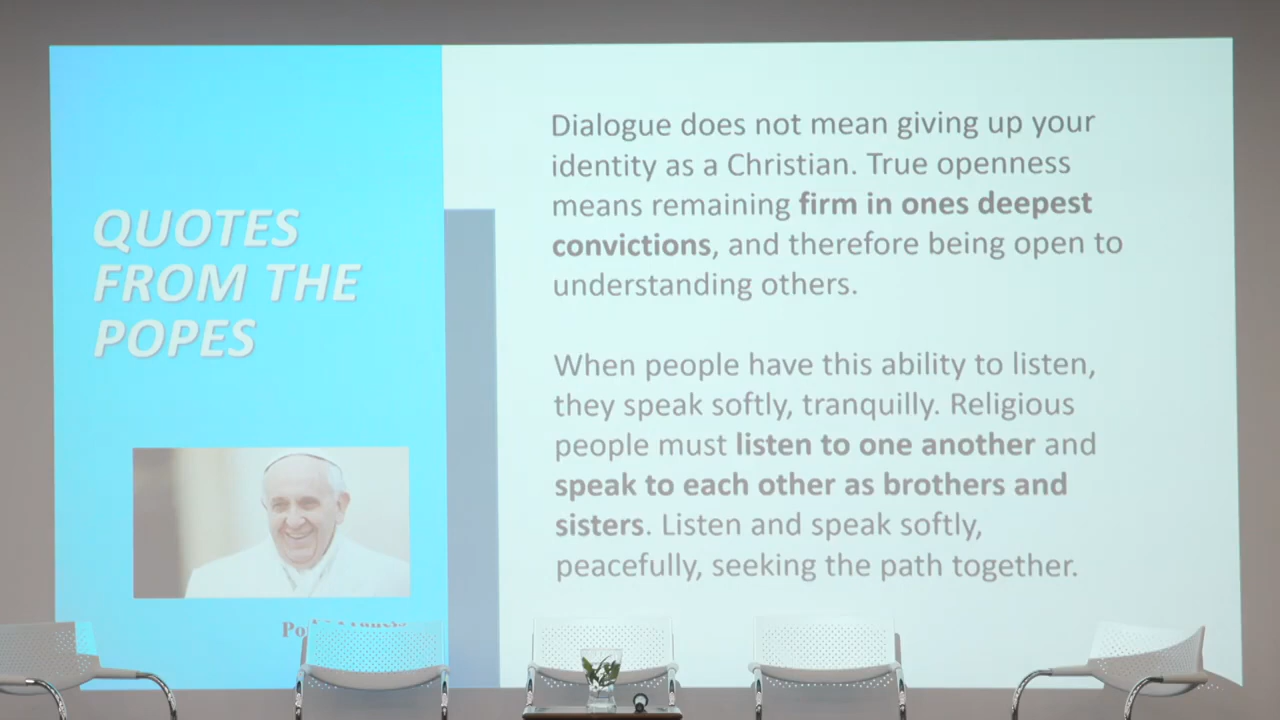 QUOTES
FROM THE
POPES
Dialogue does not mean giving up your
identity as a Christian. True openness
means remaining firm in ones deepest
convictions, and therefore being open to
understanding others.
When people have this ability to listen,
they speak softly, tranquilly. Religious
people must listen to one another and
speak to each other as brothers and
sisters. Listen and speak softly,
peacefully, seeking the path together.